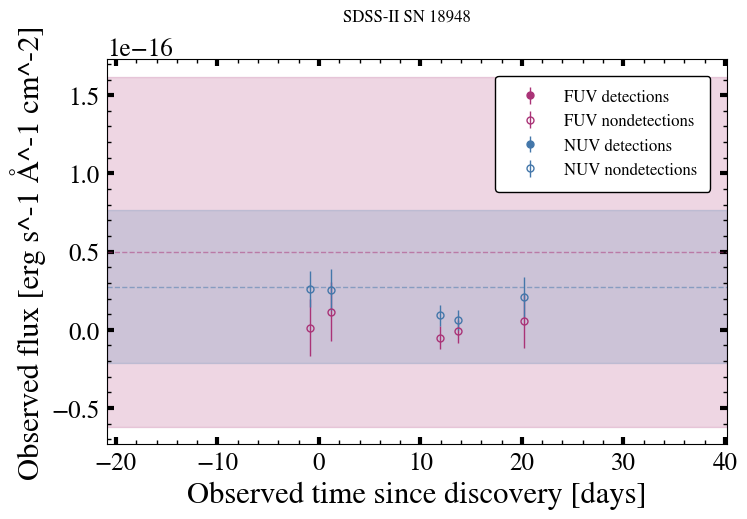 SDSS-II SN 18948
1e−16
1.5
1.0
0.5
0.0
−0.5
−20
−10
0
10
20
30
40
Observed time since discovery [days]
Observed flux [erg s^-1 Å^-1 cm^-2]
FUV detections
FUV nondetections
NUV detections
NUV nondetections